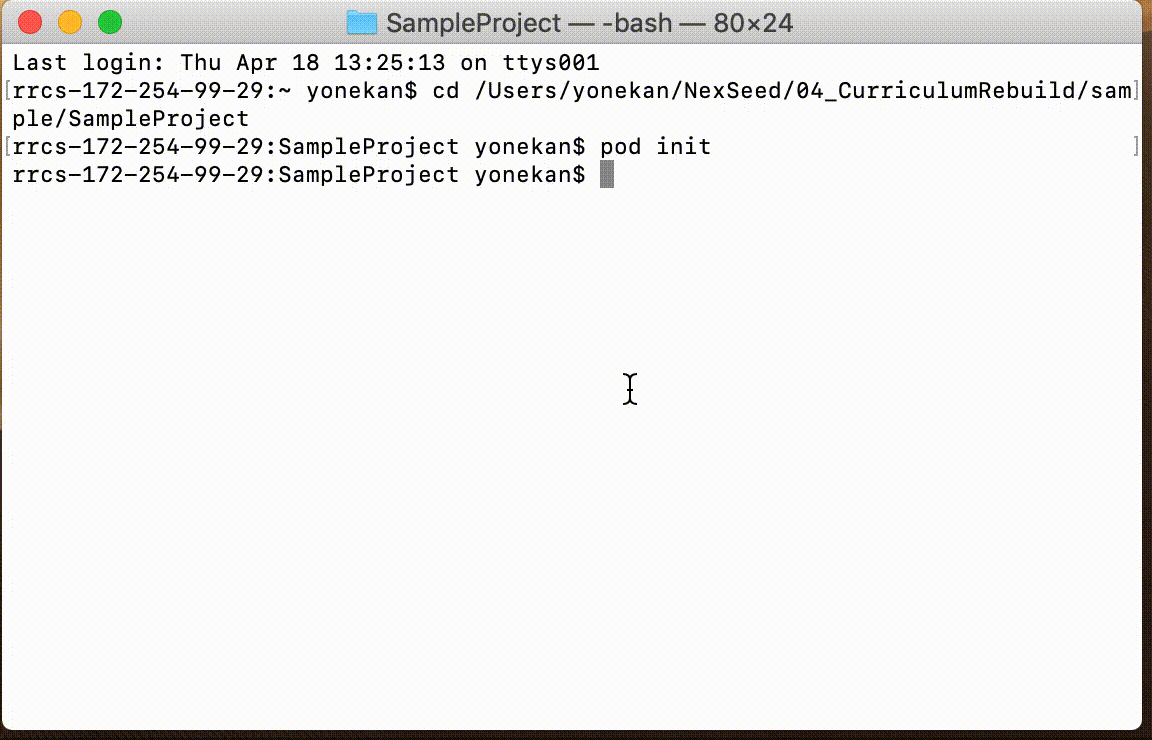 SampleProject — -bash — 80×24
Last login: Thu Apr 18 13:25:13 on ttys001
[rrcs-172-254-99-29:~ yonekan$ cd /Users/yonekan/NexSeed/04_CurriculumRebuild/sam]
ple/SampleProject
[rrcs-172-254-99-29:SampleProject yonekan$ pod init ]
rrcs-172-254-99-29:SampleProject yonekan$